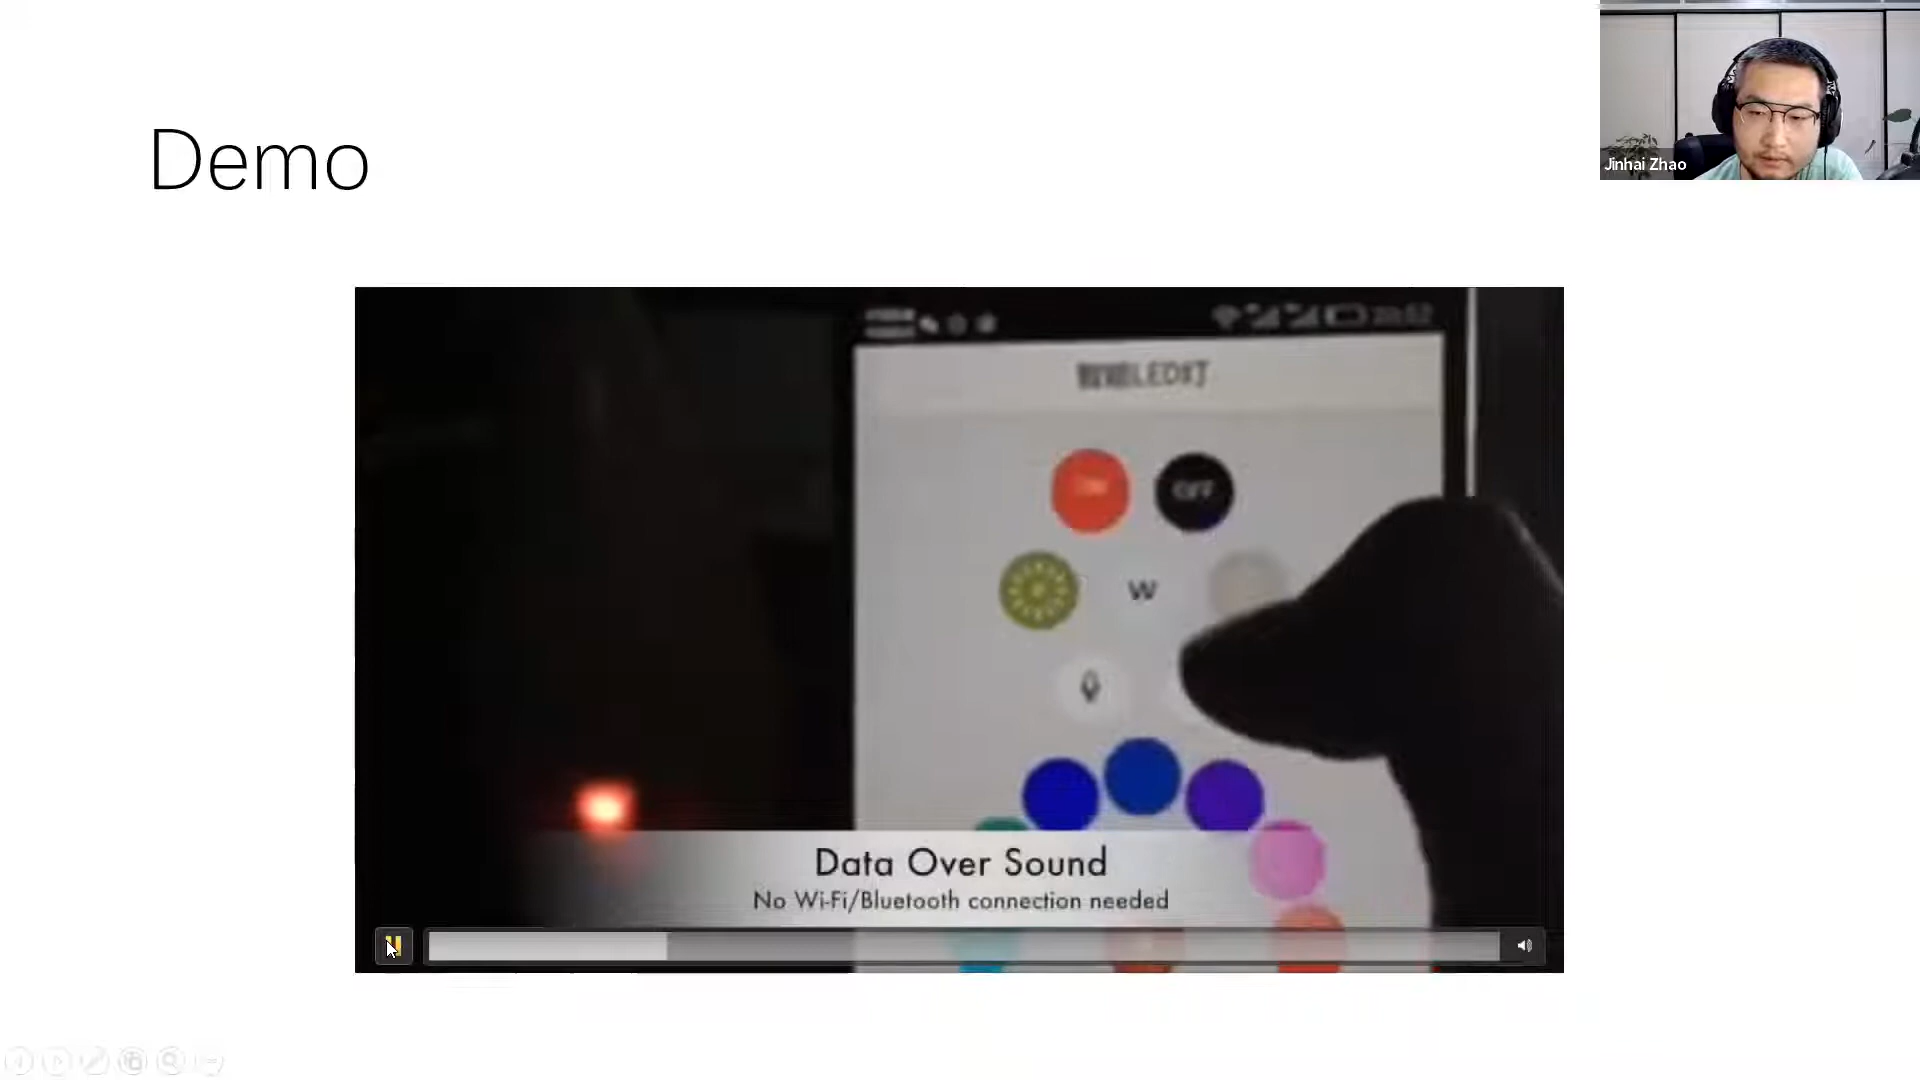 Demo
Jinhai Zhao
OFF
W
Data Over Sound
No Wi-Fi/Bluetooth connection needed